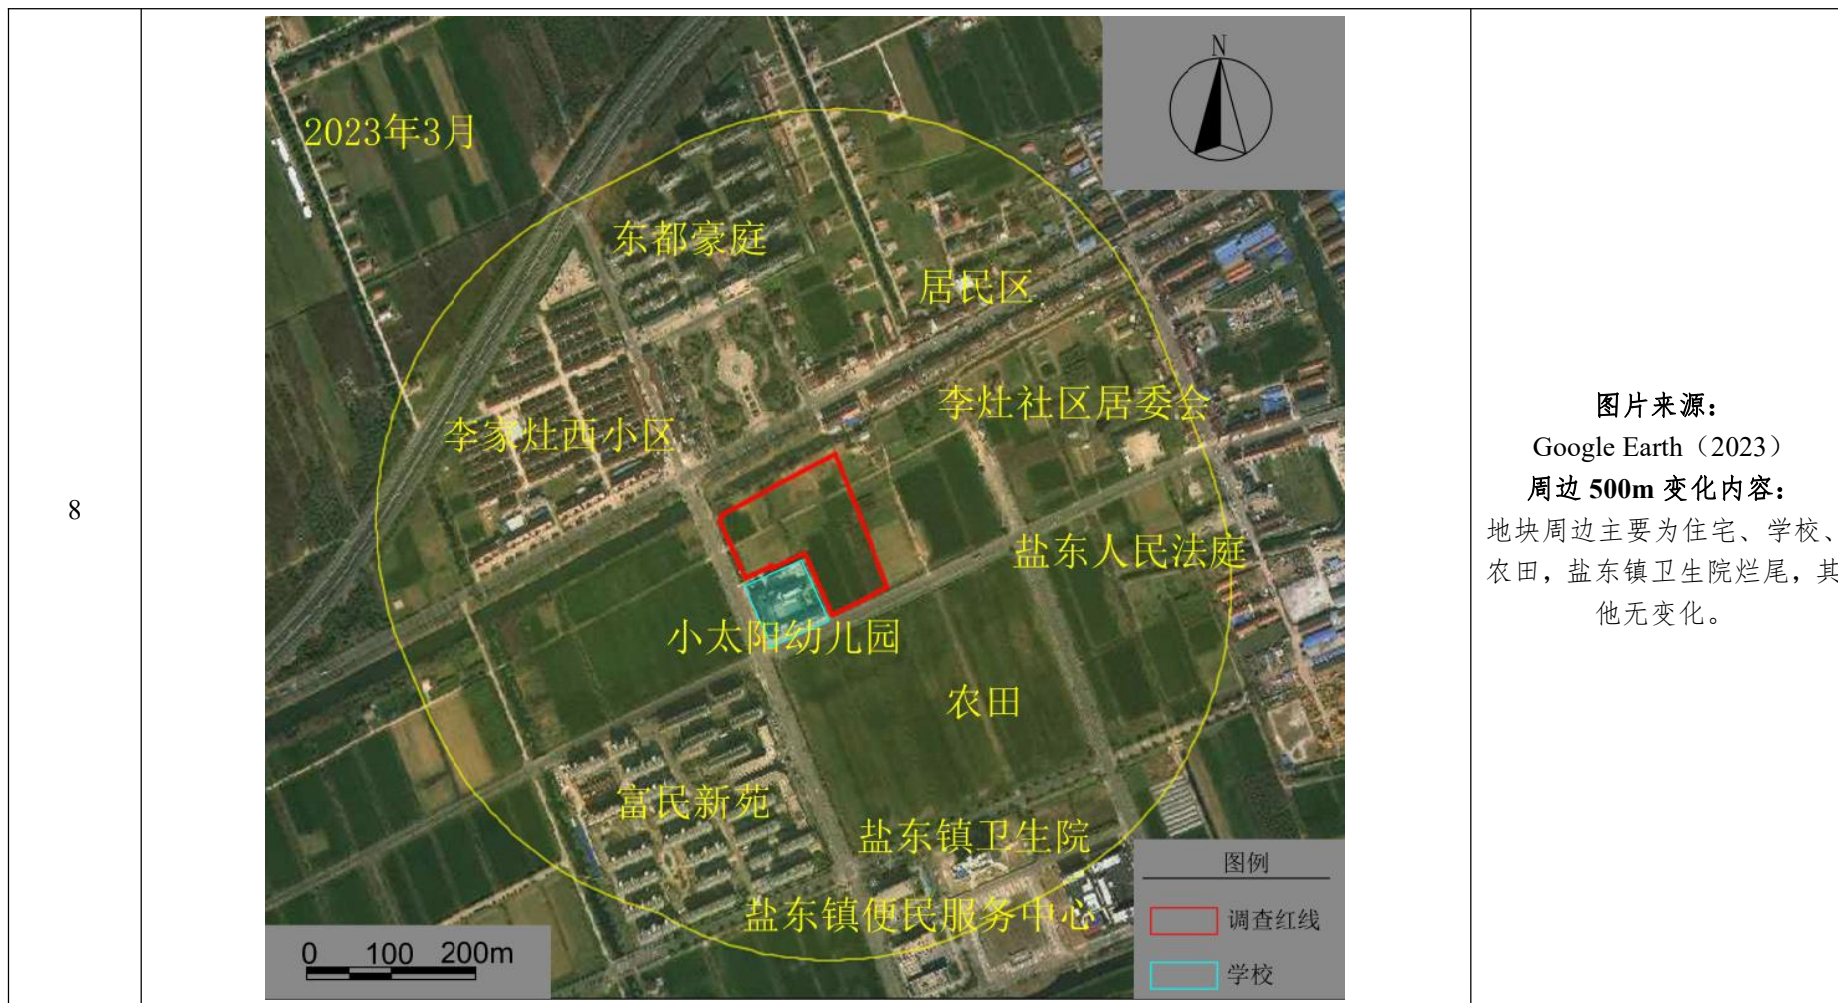 8
2023年3月
N
东都豪庭
居民区
李灶社区居委会
李家灶西小区
盐东人民法庭
小太阳幼儿园
农田
富民新苑
盐东镇卫生院
盐东镇便民服务中心
0 100 200m
图例
调查红线
学校
图片来源：
Google Earth（2023）
周边 500m 变化内容：
地块周边主要为住宅、学校、
农田，盐东镇卫生院烂尾，其
他无变化。